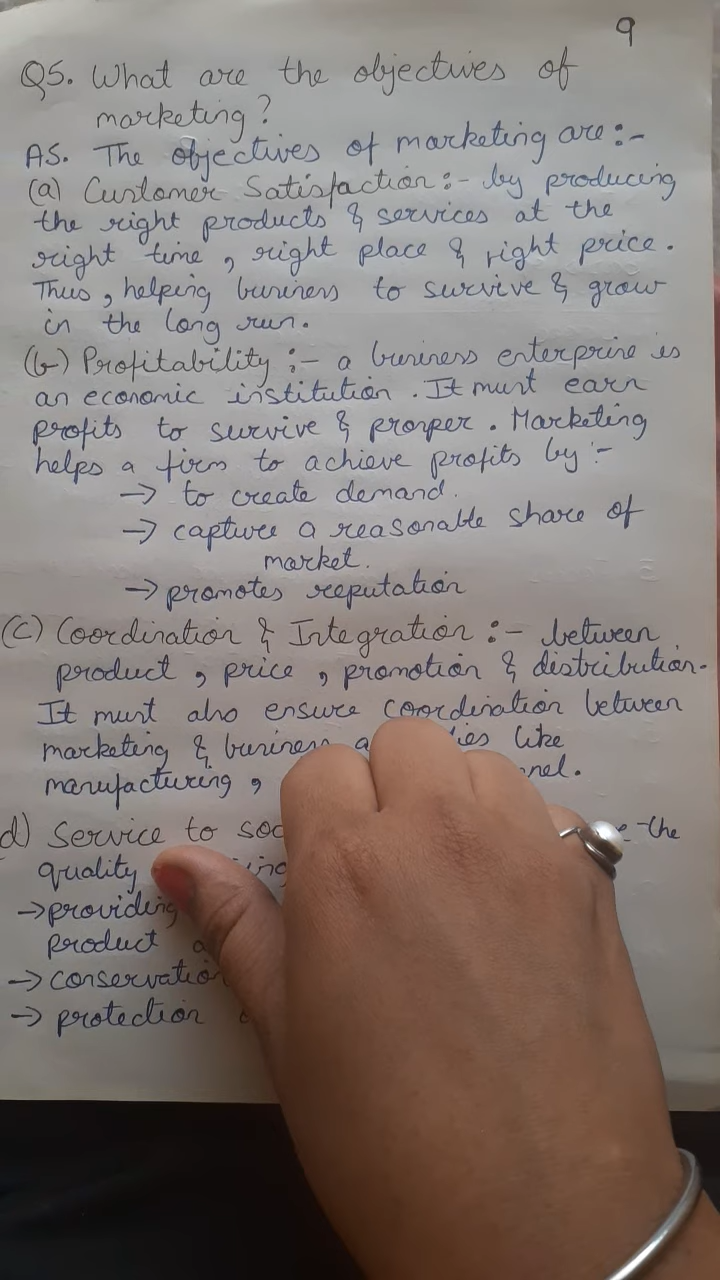 9
Q5. What are the objectives of
marketing?
A5. The objectives of marketing are :-
(a) Customer Satisfaction :- by producing
the right products & services at the
right time, right place & right price.
Thus, helping business to survive & grow
in the long run.
(b) Profitability :- a business enterprise is
an economic institution. It must earn
profits to survive & prosper. Marketing
helps a firm to achieve profits by :-
→ to create demand.
→ capture a reasonable share of
market.
→ promotes reputation
(C) Coordination & Integration :- between
product, price, promotion & distribution.
It must also ensure coordination between
marketing & business like
manufacturing,
d) Service to the
quality
→ providing
product
→ conservation
→ protection